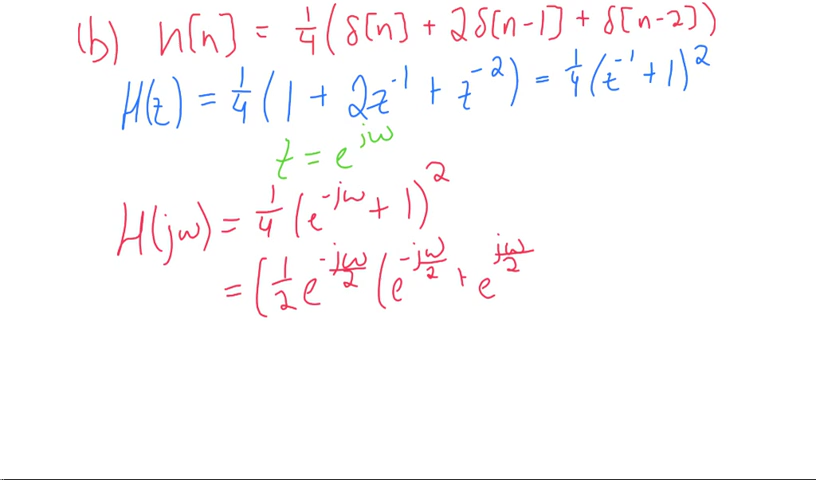 (b) h[n] = 1/4 (δ[n] + 2δ[n-1] + δ[n-2])
H(z) = 1/4 (1 + 2z^-1 + z^-2) = 1/4 (z^-1 + 1)^2
z = e^jω
H(jω) = 1/4 (e^-jω + 1)^2
= (1/2 e^-jω/2 (e^-jω/2 + e^jω/2